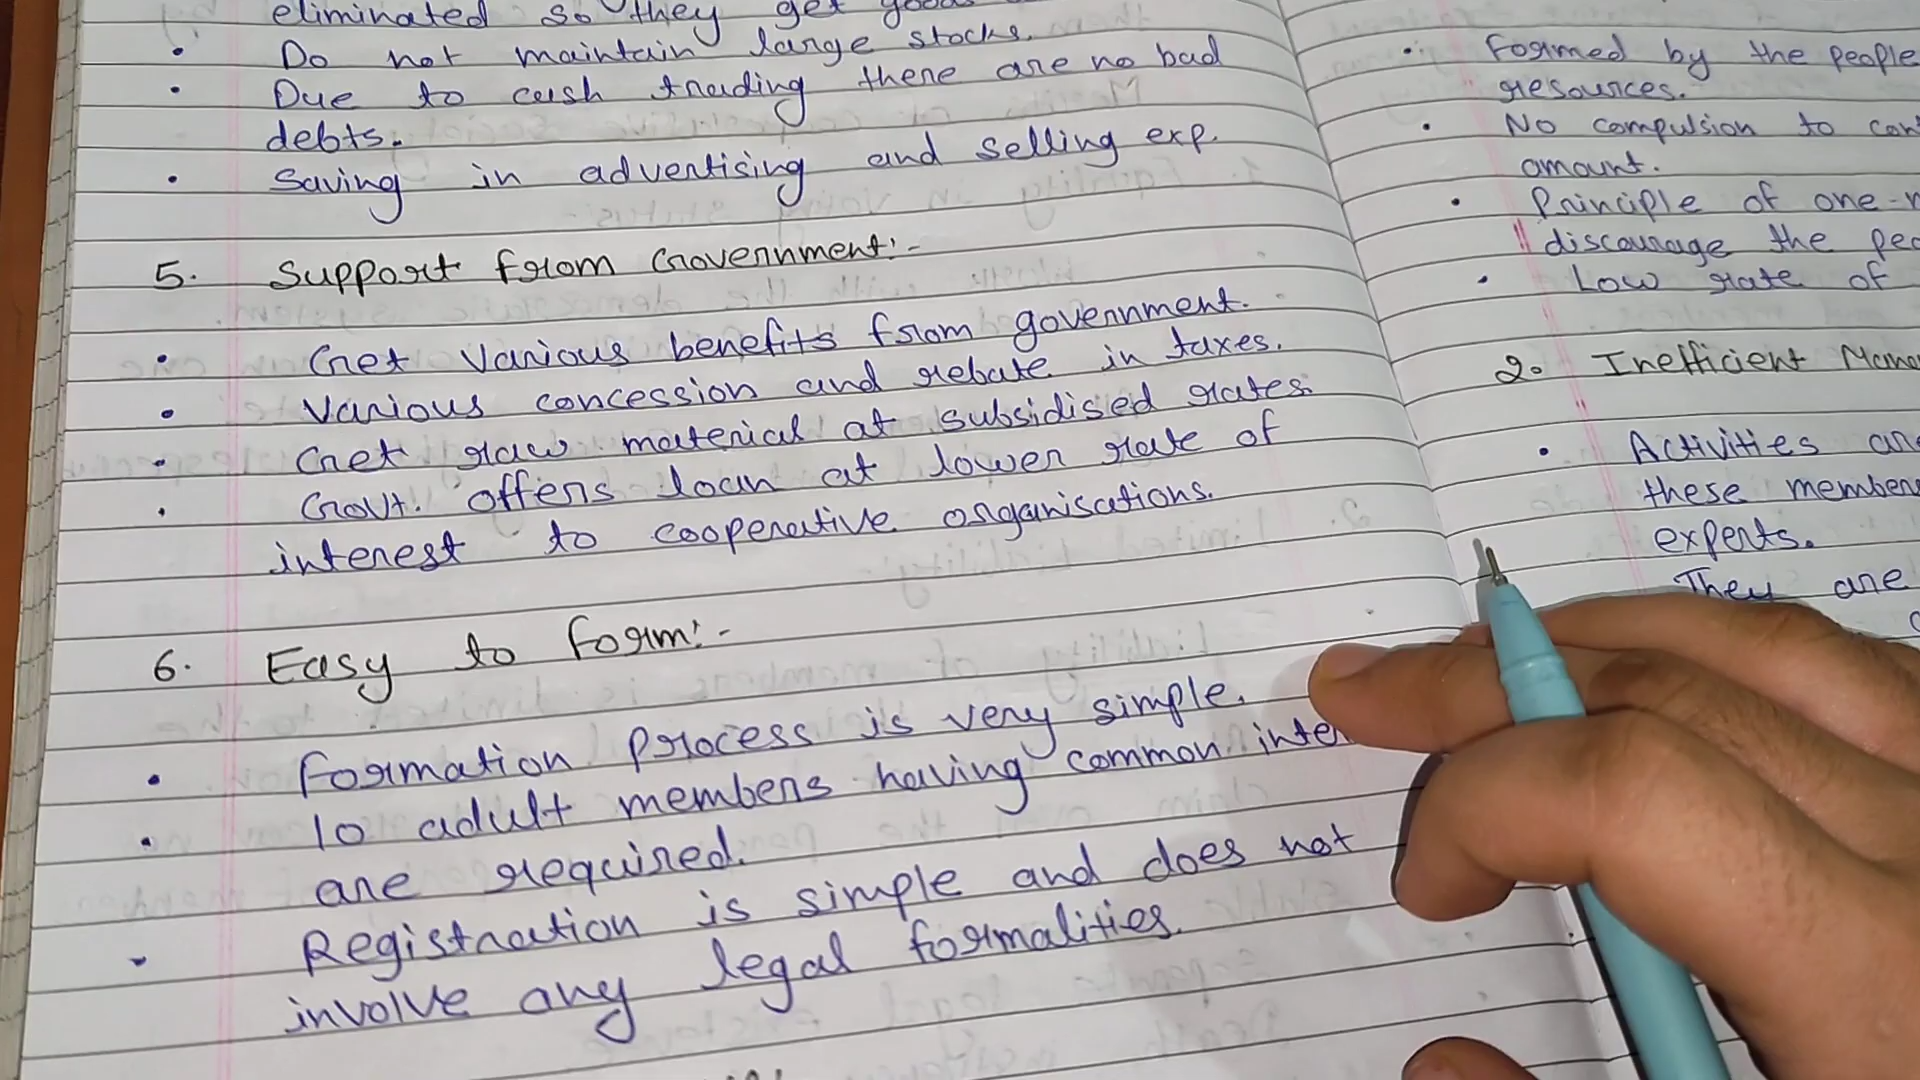 eliminated so they get goods
• Do not maintain large stocks.
• Due to cash trading there are no bad
debts.
• Saving in advertising and selling exp.
5. Support from Government:-
• Get various benefits from government.
• Various concession and rebate in taxes.
• Get raw material at subsidised rates.
• Govt. offers loan at lower rate of
interest to cooperative organisations.
6. Easy to form:-
• Formation process is very simple.
• 10 adult members having common inte
are required.
• Registration is simple and does not
involve any legal formalities.
• Formed by the people
resources.
• No compulsion to con
amount.
• Principle of one-
discourage the peo
• Low rate of
2. Inefficient Mana
• Activities are
these members
experts.
They are